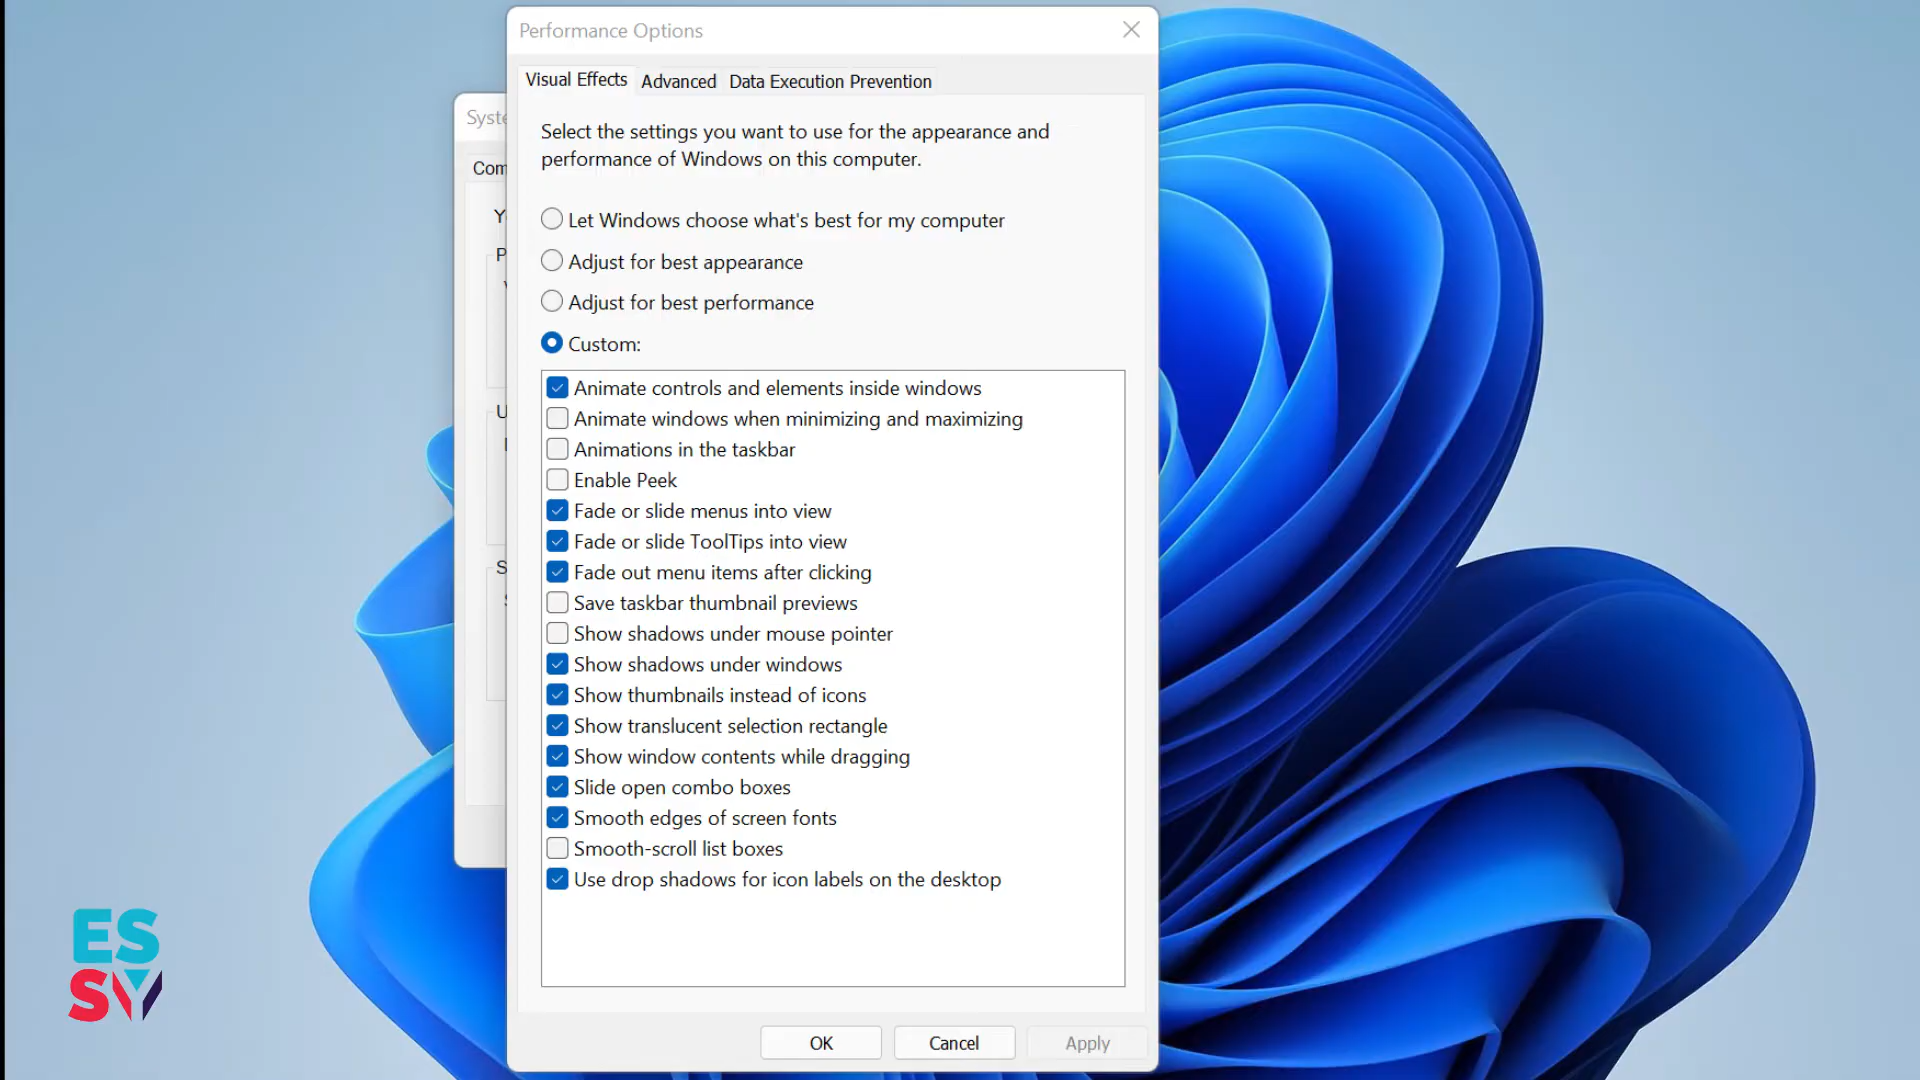 Performance Options
Visual Effects Advanced Data Execution Prevention
Syste
Com
Select the settings you want to use for the appearance and
performance of Windows on this computer.
Let Windows choose what's best for my computer
Adjust for best appearance
Adjust for best performance
Custom:
Animate controls and elements inside windows
Animate windows when minimizing and maximizing
Animations in the taskbar
Enable Peek
Fade or slide menus into view
Fade or slide ToolTips into view
Fade out menu items after clicking
Save taskbar thumbnail previews
Show shadows under mouse pointer
Show shadows under windows
Show thumbnails instead of icons
Show translucent selection rectangle
Show window contents while dragging
Slide open combo boxes
Smooth edges of screen fonts
Smooth-scroll list boxes
Use drop shadows for icon labels on the desktop
OK Cancel Apply
ES
SY